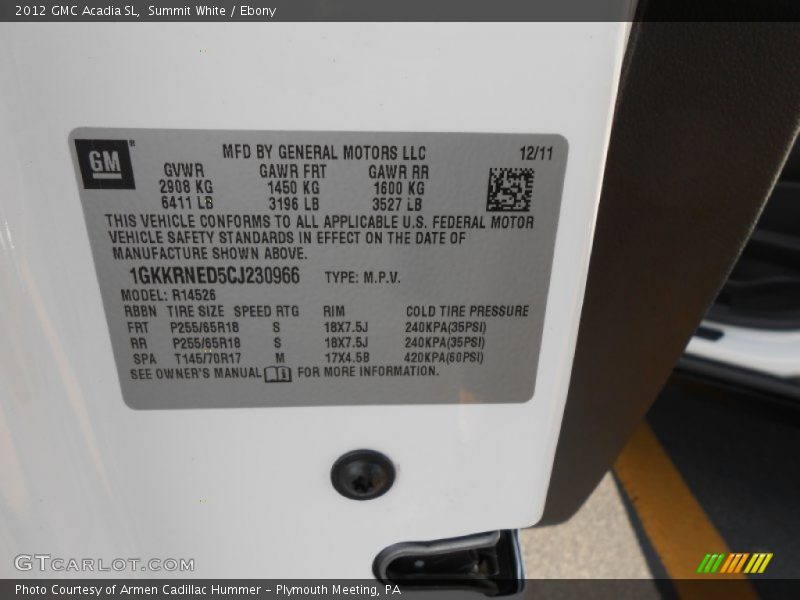 2012 GMC Acadia SL, Summit White / Ebony
GM
MFD BY GENERAL MOTORS LLC 12/11
GVWR GAWR FRT GAWR RR
2908 KG 1450 KG 1600 KG
6411 LB 3196 LB 3527 LB
THIS VEHICLE CONFORMS TO ALL APPLICABLE U.S. FEDERAL MOTOR
VEHICLE SAFETY STANDARDS IN EFFECT ON THE DATE OF
MANUFACTURE SHOWN ABOVE.
1GKKRNED5CJ230966 TYPE: M.P.V.
MODEL: R14526
RBBN TIRE SIZE SPEED RTG RIM COLD TIRE PRESSURE
FRT P255/65R18 S 18X7.5J 240KPA(35PSI)
RR P255/65R18 S 18X7.5J 240KPA(35PSI)
SPA T145/70R17 M 17X4.5B 420KPA(60PSI)
SEE OWNER'S MANUAL FOR MORE INFORMATION.
GTCARLOT.COM
Photo Courtesy of Armen Cadillac Hummer – Plymouth Meeting, PA